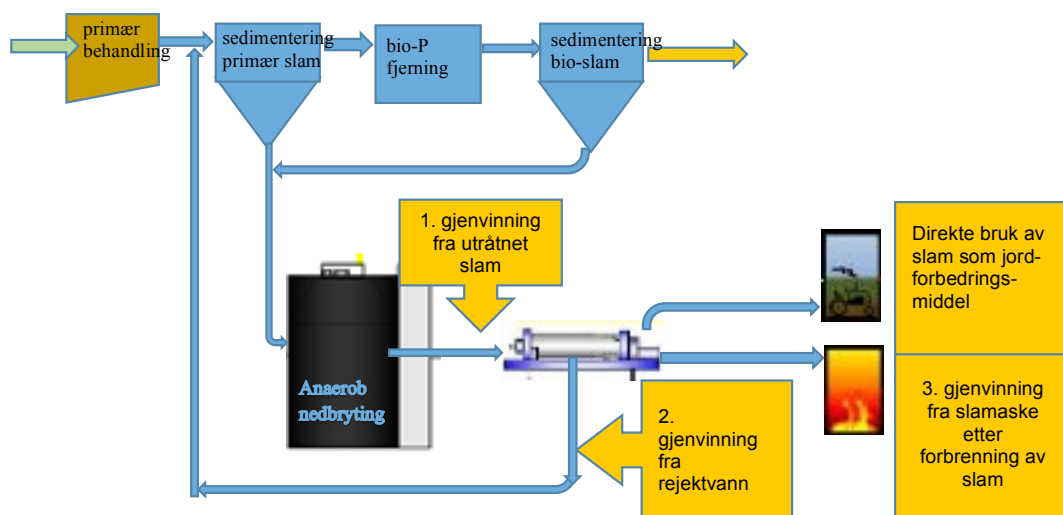 primær
behandling
sedimentering
primær slam
bio-P
fjerning
sedimentering
bio-slam
1. gjenvinning
fra utråtnet
slam
Direkte bruk av
slam som jord-
forbedrings-
middel
Anaerob
nedbryting
2.
gjenvinning
fra
rejektvann
3. gjenvinning
fra slamaske
etter
forbrenning av
slam